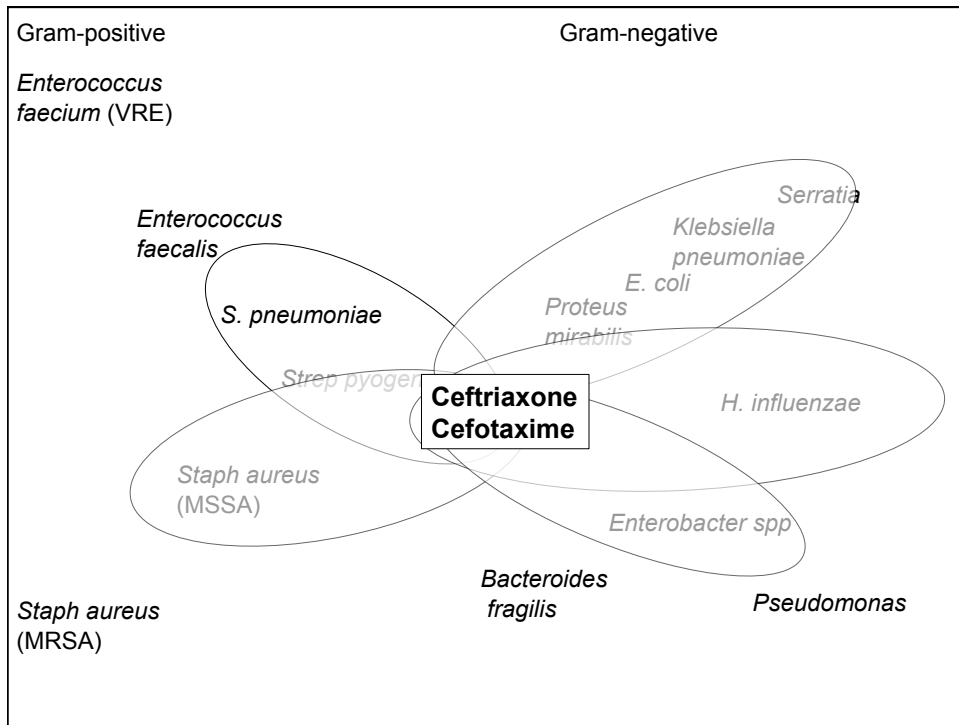 Gram-positive
Gram-negative
Enterococcus
faecium (VRE)
Serratia
Enterococcus
faecalis
Klebsiella
pneumoniae
E. coli
S. pneumoniae
Proteus
mirabilis
Strep pyogen
Ceftriaxone
Cefotaxime
H. influenzae
Staph aureus
(MSSA)
Enterobacter spp
Bacteroides
fragilis
Pseudomonas
Staph aureus
(MRSA)